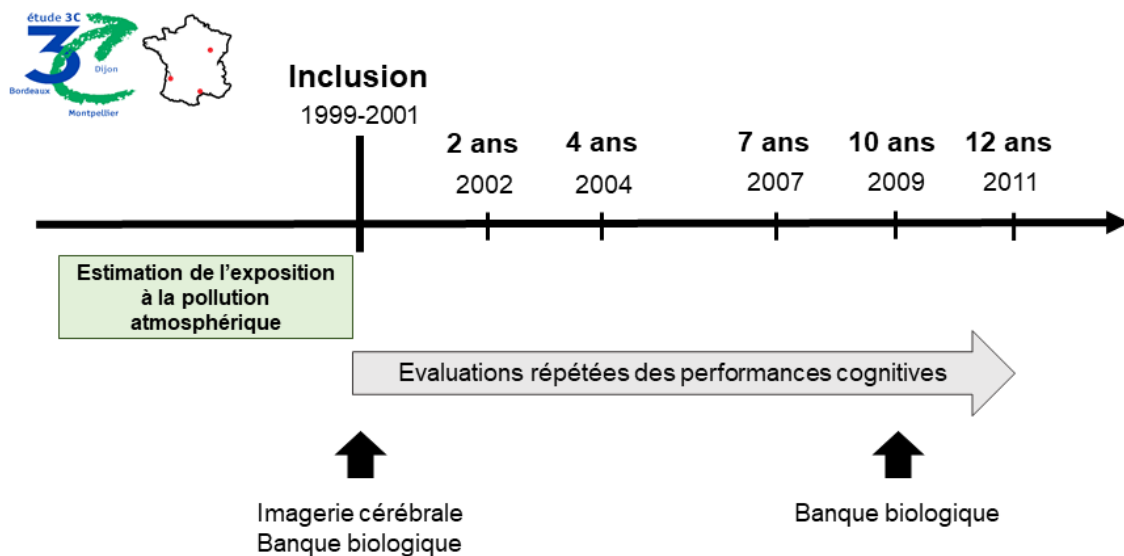 étude 3C
3C
Dijon
Bordeaux
Montpellier
Inclusion
1999-2001
2 ans
2002
4 ans
2004
7 ans
2007
10 ans
2009
12 ans
2011
Estimation de l’exposition
à la pollution
atmosphérique
Evaluations répétées des performances cognitives
Imagerie cérébrale
Banque biologique
Banque biologique